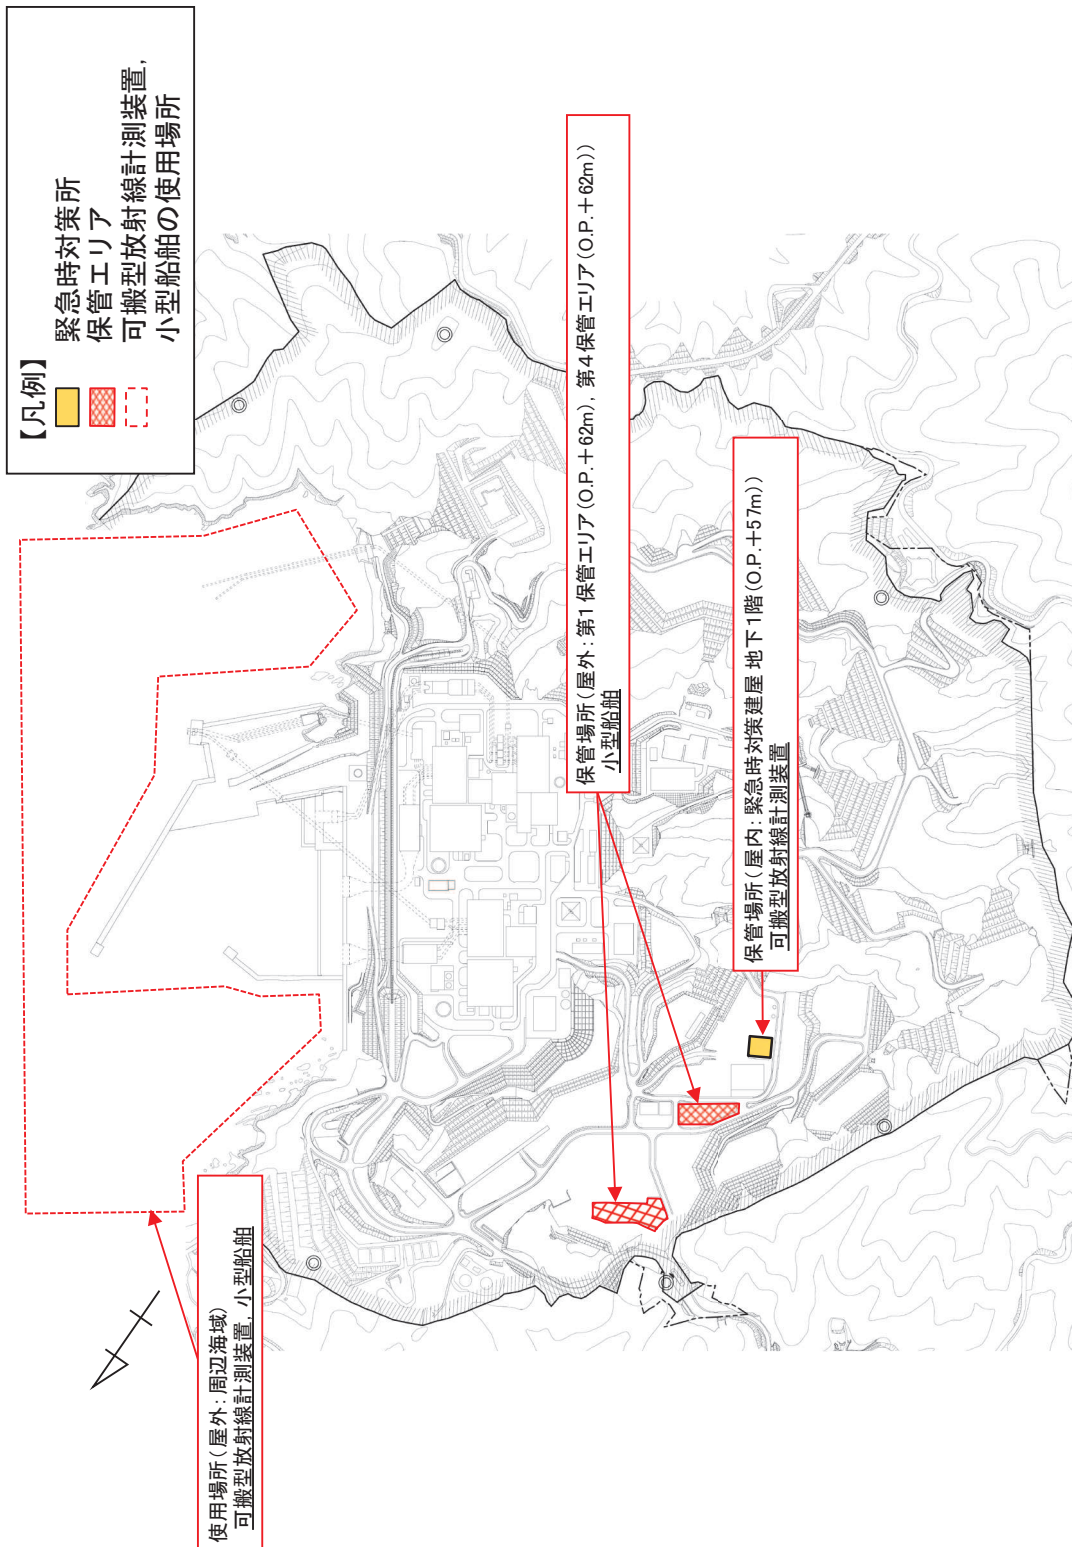 【凡例】
緊急時対策所
保管エリア
可搬型放射線計測装置,
小型船舶の使用場所
使用場所(屋外:周辺海域)
可搬型放射線計測装置, 小型船舶
保管場所(屋外:第1保管エリア(O.P.+62m), 第4保管エリア(O.P.+62m))
小型船舶
保管場所(屋内:緊急時対策建屋 地下1階(O.P.+57m))
可搬型放射線計測装置